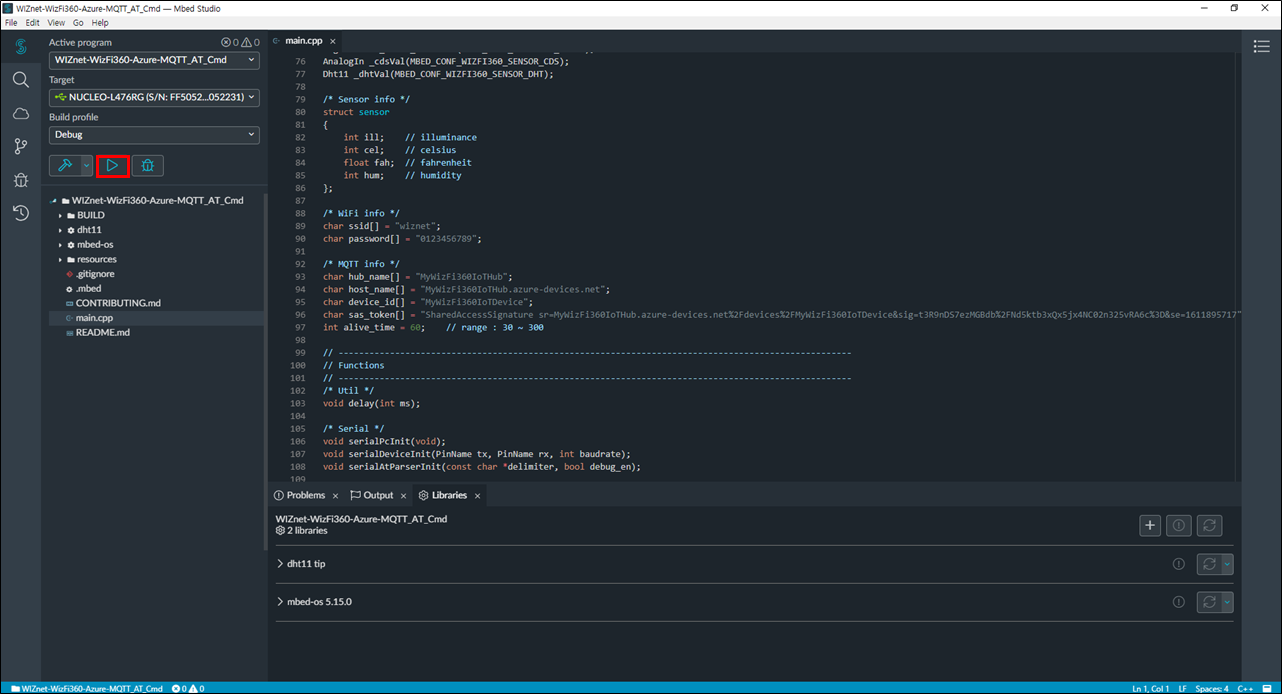 WIZnet-WizFi360-Azure-MQTT_AT_Cmd — Mbed Studio
File Edit View Go Help
Active program
0 0
WIZnet-WizFi360-Azure-MQTT_AT_Cmd
Target
NUCLEO-L476RG (S/N: FF5052...052231)
Build profile
Debug
WIZnet-WizFi360-Azure-MQTT_AT_Cmd
BUILD
dht11
mbed-os
resources
.gitignore
.mbed
CONTRIBUTING.md
main.cpp
README.md
main.cpp ×
76 AnalogIn _cdsVal(MBED_CONF_WIZFI360_SENSOR_CDS);
77 Dht11 _dhtVal(MBED_CONF_WIZFI360_SENSOR_DHT);
78
79 /* Sensor info */
80 struct sensor
81 {
82 int ill; // illuminance
83 int cel; // celsius
84 float fah; // fahrenheit
85 int hum; // humidity
86 };
87
88 /* WiFi info */
89 char ssid[] = "wiznet";
90 char password[] = "0123456789";
91
92 /* MQTT info */
93 char hub_name[] = "MyWizFi360IoTHub";
94 char host_name[] = "MyWizFi360IoTHub.azure-devices.net";
95 char device_id[] = "MyWizFi360IoTDevice";
96 char sas_token[] = "SharedAccessSignature sr=MyWizFi360IoTHub.azure-devices.net%2Fdevices%2FMyWizFi360IoTDevice&sig=t3R9nDS7ezMGBdb%2FNd5ktb3xQxSjx4NC02n325vRA6c%3D&se=1611895717"
97 int alive_time = 60; // range : 30 ~ 300
98
99 // ----------------------------------------------------------------------------------------
100 // Functions
101 // ----------------------------------------------------------------------------------------
102 /* Util */
103 void delay(int ms);
104
105 /* Serial */
106 void serialPcInit(void);
107 void serialDeviceInit(PinName tx, PinName rx, int baudrate);
108 void serialAtParserInit(const char *delimiter, bool debug_en);
109
Problems × Output × Libraries ×
WIZnet-WizFi360-Azure-MQTT_AT_Cmd
2 libraries
dht11 tip
mbed-os 5.15.0
WIZnet-WizFi360-Azure-MQTT_AT_Cmd 0 0 Ln 1, Col 1 LF Spaces: 4 C++